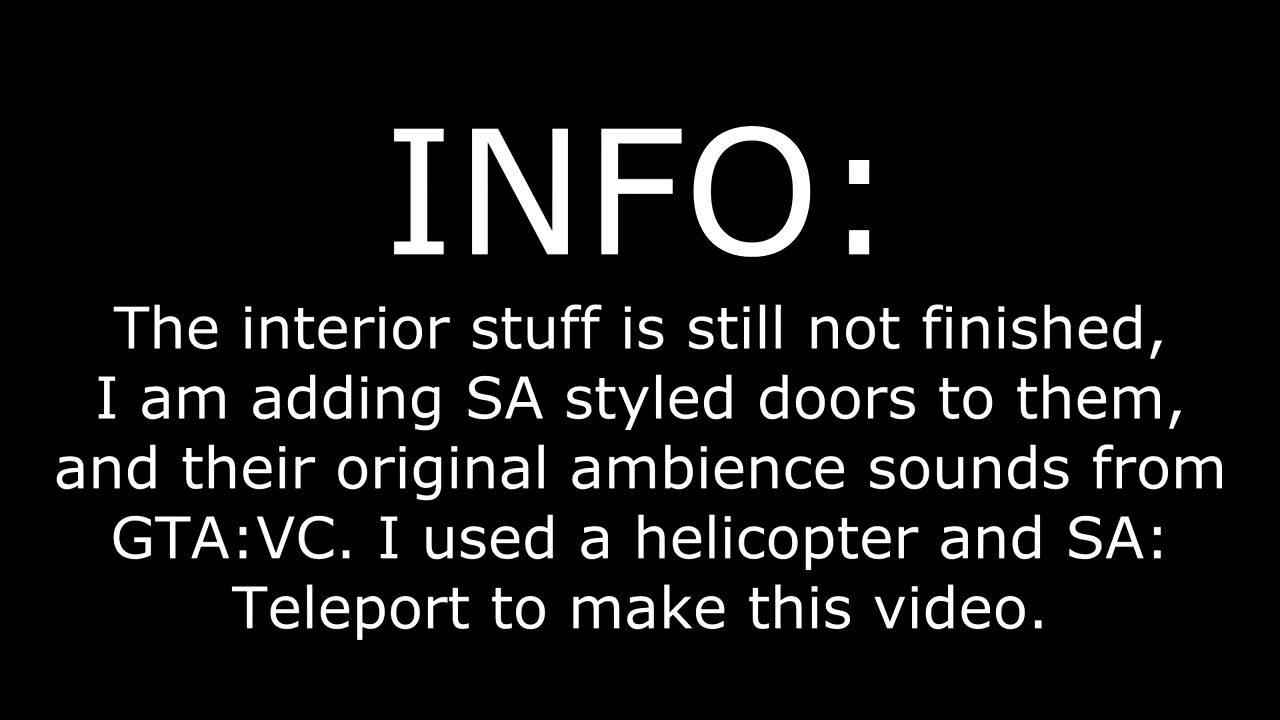 INFO:
The interior stuff is still not finished,
I am adding SA styled doors to them,
and their original ambience sounds from
GTA:VC. I used a helicopter and SA:
Teleport to make this video.